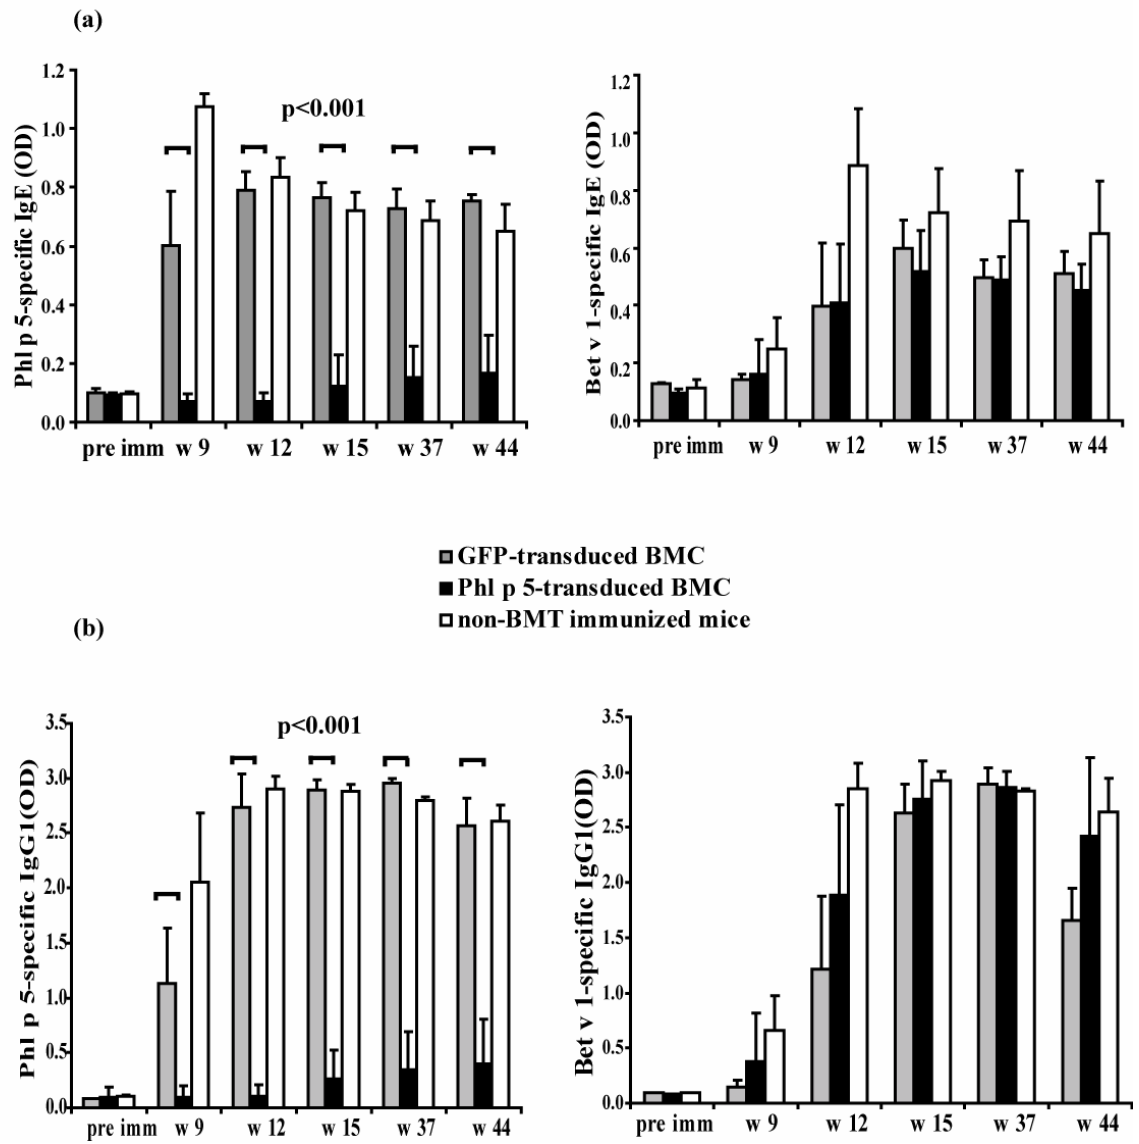 (a)
p<0.001
Phl p 5-specific IgE (OD)
1.2
1.0
0.8
0.6
0.4
0.2
0.0
pre imm w 9 w 12 w 15 w 37 w 44
Bet v 1-specific IgE (OD)
1.2
1.0
0.8
0.6
0.4
0.2
0.0
pre imm w 9 w 12 w 15 w 37 w 44
GFP-transduced BMC
Phl p 5-transduced BMC
non-BMT immunized mice
(b)
p<0.001
Phl p 5-specific IgG1(OD)
3.5
3.0
2.5
2.0
1.5
1.0
0.5
0.0
pre imm w 9 w 12 w 15 w 37 w 44
Bet v 1-specific IgG1(OD)
3.5
3.0
2.5
2.0
1.5
1.0
0.5
0.0
pre imm w 9 w 12 w 15 w 37 w 44